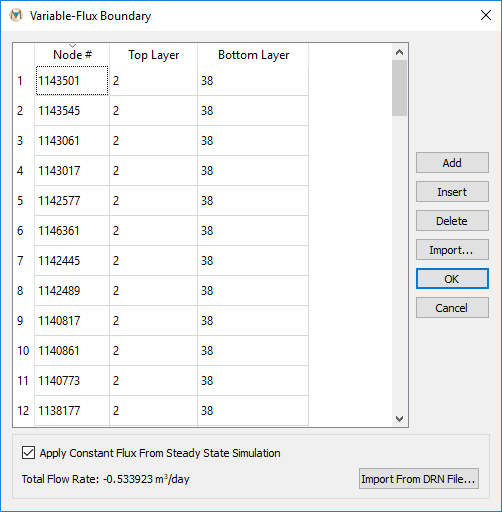 Variable-Flux Boundary
Node # Top Layer Bottom Layer
1 1143501 2 38
2 1143545 2 38
3 1143061 2 38
4 1143017 2 38
5 1142577 2 38
6 1146361 2 38
7 1142445 2 38
8 1142489 2 38
9 1140817 2 38
10 1140861 2 38
11 1140773 2 38
12 1138177 2 38
Add
Insert
Delete
Import...
OK
Cancel
Apply Constant Flux From Steady State Simulation
Total Flow Rate: -0.533923 m³/day
Import From DRN File...